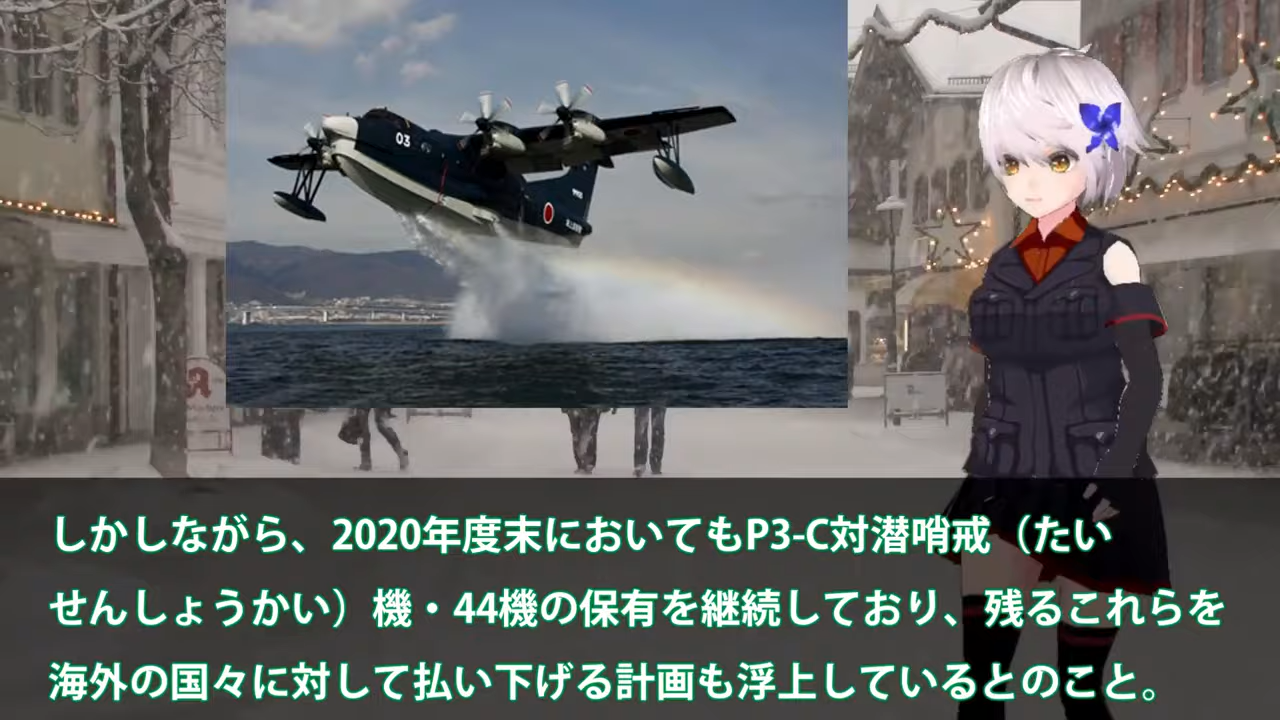 03
しかしながら、2020年度末においてもP3-C対潜哨戒（たい
せんしょうかい）機・44機の保有を継続しており、残るこれらを
海外の国々に対して払い下げる計画も浮上しているとのこと。